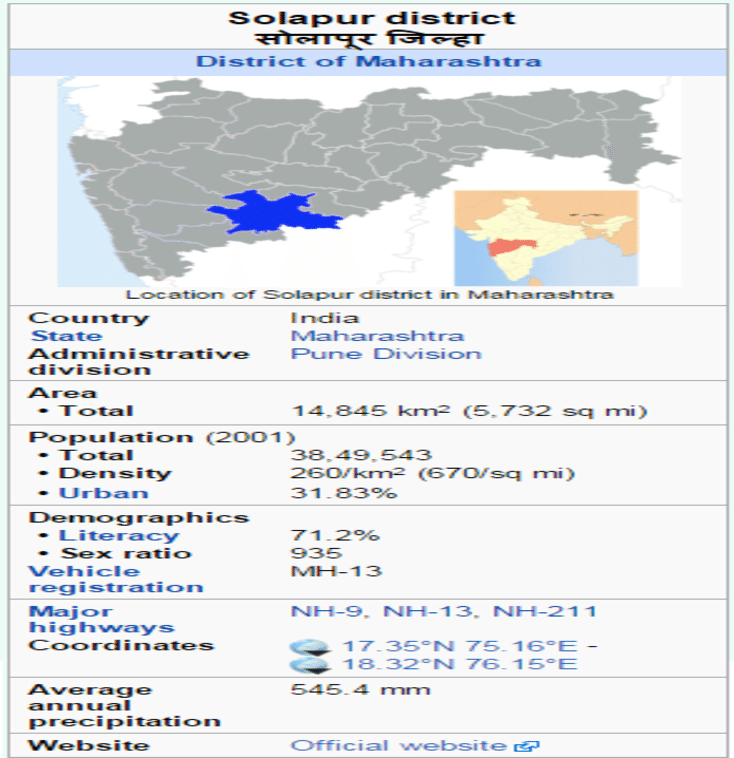 Solapur district
सोलापूर जिल्हा
District of Maharashtra
Location of Solapur district in Maharashtra
Country India
State Maharashtra
Administrative division Pune Division
Area
• Total 14,845 km² (5,732 sq mi)
Population (2001)
• Total 38,49,543
• Density 260/km² (670/sq mi)
• Urban 31.83%
Demographics
• Literacy 71.2%
• Sex ratio 935
Vehicle registration MH-13
Major highways NH-9, NH-13, NH-211
Coordinates 17.35°N 75.16°E -
18.32°N 76.15°E
Average annual precipitation 545.4 mm
Website Official website